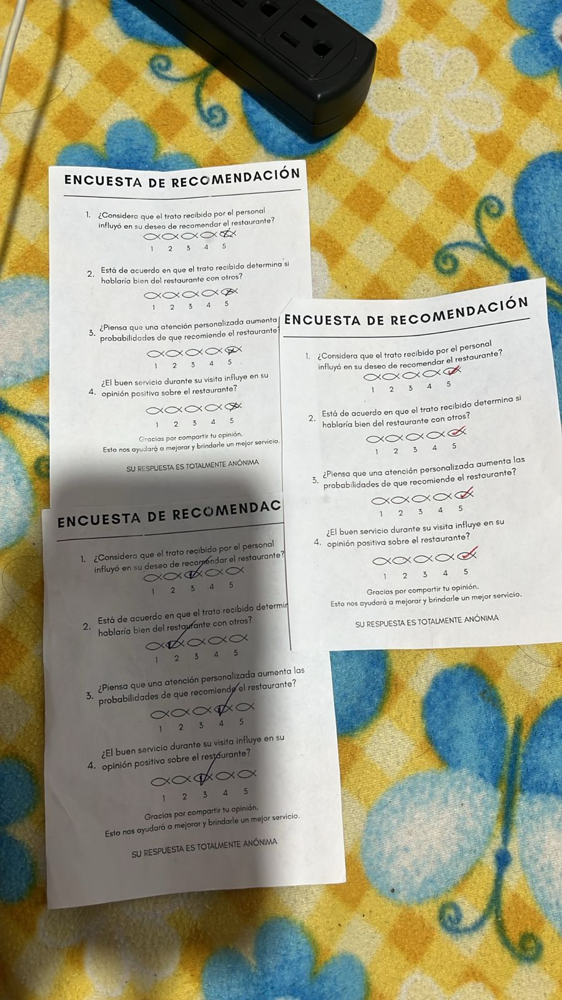 ENCUESTA DE RECOMENDACIÓN
1. ¿Considera que el trato recibido por el personal
influyó en su deseo de recomendar el restaurante?
1 2 3 4 5
2. Está de acuerdo en que el trato recibido determina si
hablaría bien del restaurante con otros?
1 2 3 4 5
3. ¿Piensa que una atención personalizada aumenta
probabilidades de que recomiende el restaurante
1 2 3 4 5
¿El buen servicio durante su visita influye en su
4. opinión positiva sobre el restaurante?
1 2 3 4 5
Gracias por compartir tu opinión.
Esto nos ayudará a mejorar y brindarle un mejor servicio.
SU RESPUESTA ES TOTALMENTE ANÓNIMA
ENCUESTA DE RECOMENDACIÓN
1. ¿Considera que el trato recibido por el personal
influyó en su deseo de recomendar el restaurante?
1 2 3 4 5
2. Está de acuerdo en que el trato recibido determina si
hablaría bien del restaurante con otros?
1 2 3 4 5
3. ¿Piensa que una atención personalizada aumenta las
probabilidades de que recomiende el restaurante?
1 2 3 4 5
¿El buen servicio durante su visita influye en su
4. opinión positiva sobre el restaurante?
1 2 3 4 5
Gracias por compartir tu opinión.
Esto nos ayudará a mejorar y brindarle un mejor servicio.
SU RESPUESTA ES TOTALMENTE ANÓNIMA
ENCUESTA DE RECOMENDAC
1. ¿Considera que el trato recibido por el personal
influyó en su deseo de recomendar el restaurante?
1 2 3 4 5
2. Está de acuerdo en que el trato recibido determin
hablaría bien del restaurante con otros?
1 2 3 4 5
3. ¿Piensa que una atención personalizada aumenta las
probabilidades de que recomiende el restaurante?
1 2 3 4 5
¿El buen servicio durante su visita influye en su
4. opinión positiva sobre el restaurante?
1 2 3 4 5
Gracias por compartir tu opinión.
Esto nos ayudará a mejorar y brindarle un mejor servicio.
SU RESPUESTA ES TOTALMENTE ANÓNIMA